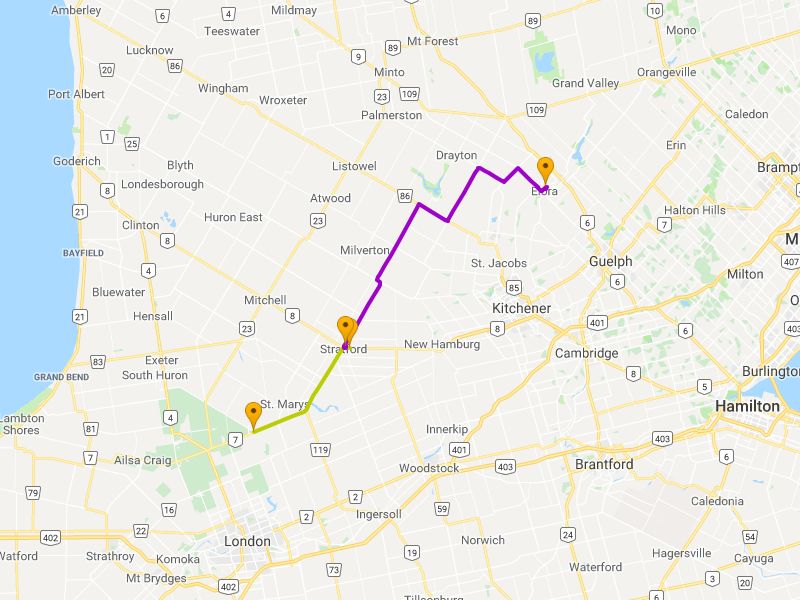 Amberley
6
4
Mildmay
10
Teeswater
89
Mono
Lucknow
89
Mt Forest
9
86
20
Minto
Orangeville
Port Albert
Wingham
23
109
Grand Valley
Wroxeter
109
Palmerston
Caledon
1
25
Erin
Goderich
Blyth
Listowel
Drayton
Brampt
8
Londesborough
Atwood
86
Elora
21
Huron East
23
Halton Hills
Clinton
6
7
8
M
BAYFIELD
Milverton
407
4
St. Jacobs
Guelph
Milton
Bluewater
85
6
Mitchell
Kitchener
O
21
Hensall
8
401
23
8
6
Stratford
New Hamburg
Cambridge
83
Exeter
GRAND BEND
South Huron
8
Burlington
5
St. Marys
Hamilton
ambton
Shores
4
81
7
Innerkip
403
119
401
6
7
Ailsa Craig
Woodstock
403
Brantford
79
2
16
Ingersoll
59
Caledonia
2
22
24
402
London
Norwich
54
Watford
Strathroy
Komoka
19
Hagersville
Cayuga
73
Waterford
Mt Brydges
402
3
20
Tillsonburg